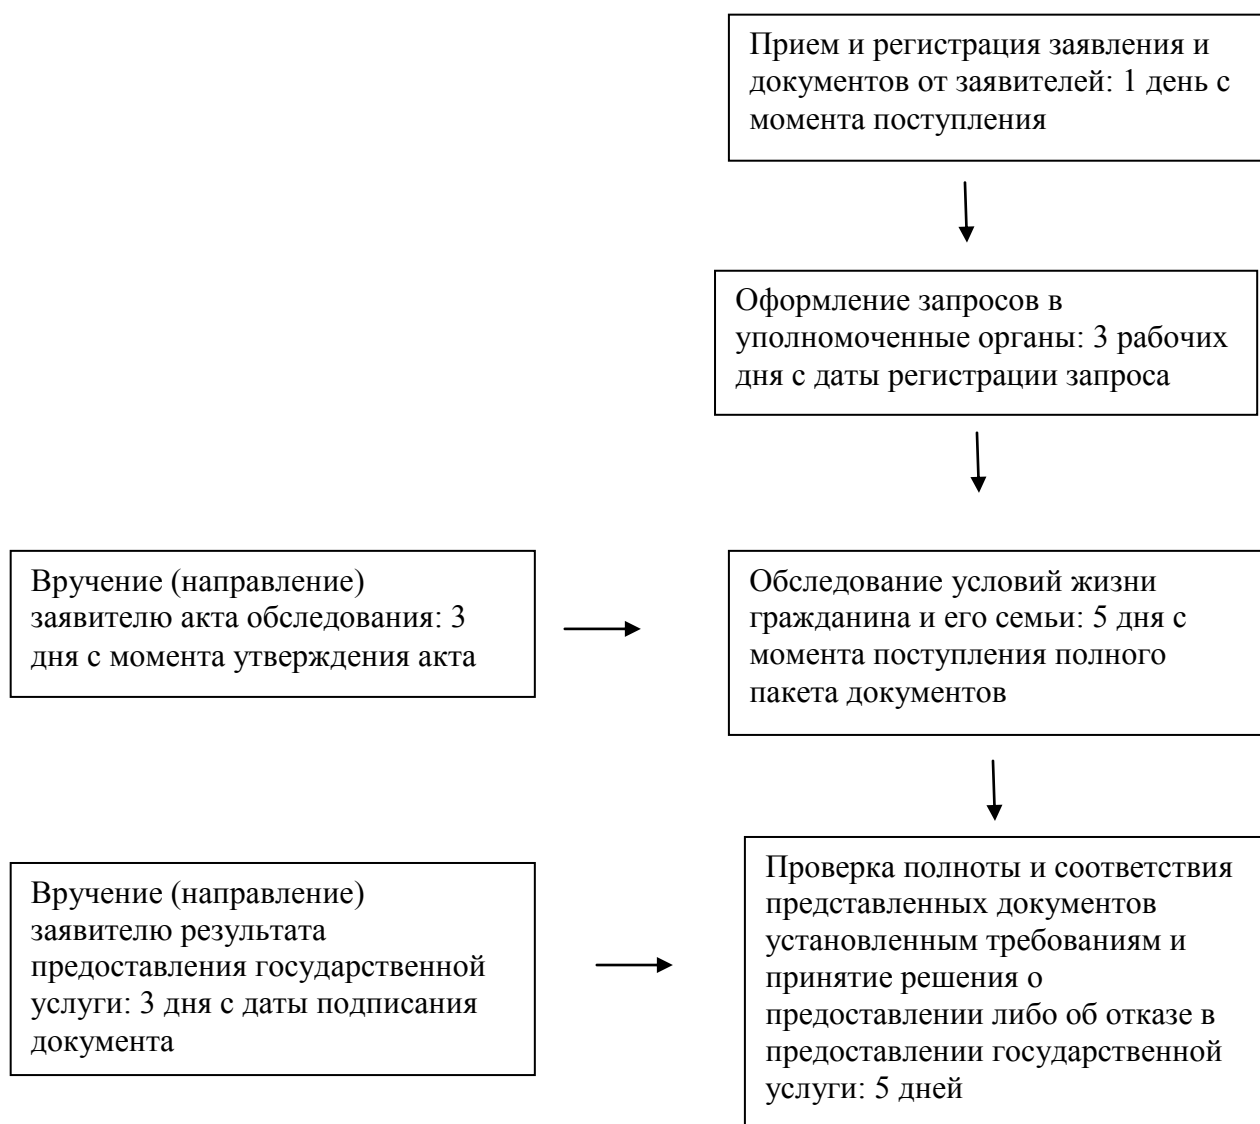 Прием и регистрация заявления и
документов от заявителей: 1 день с
момента поступления
Оформление запросов в
уполномоченные органы: 3 рабочих
дня с даты регистрации запроса
Вручение (направление)
заявителю акта обследования: 3
дня с момента утверждения акта
Обследование условий жизни
гражданина и его семьи: 5 дня с
момента поступления полного
пакета документов
Вручение (направление)
заявителю результата
предоставления государственной
услуги: 3 дня с даты подписания
документа
Проверка полноты и соответствия
представленных документов
установленным требованиям и
принятие решения о
предоставлении либо об отказе в
предоставлении государственной
услуги: 5 дней